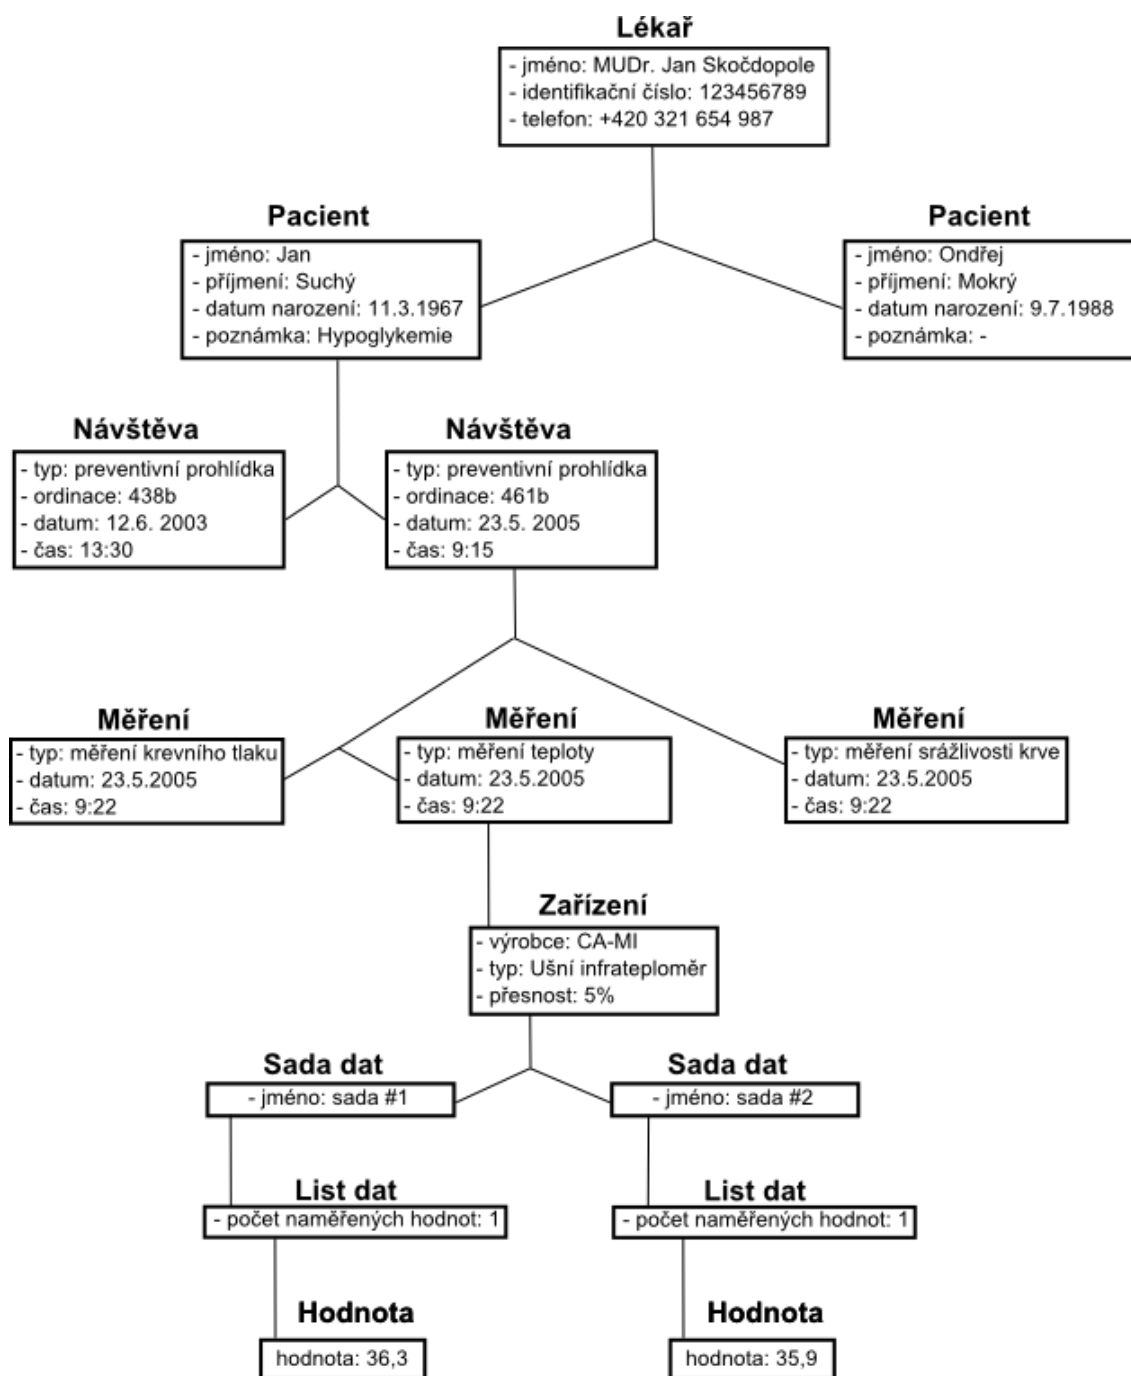 Lékař
- jméno: MUDr. Jan Skočdopole
- identifikační číslo: 123456789
- telefon: +420 321 654 987
Pacient
- jméno: Jan
- příjmení: Suchý
- datum narození: 11.3.1967
- poznámka: Hypoglykemie
Pacient
- jméno: Ondřej
- příjmení: Mokrý
- datum narození: 9.7.1988
- poznámka: -
Návštěva
- typ: preventivní prohlídka
- ordinace: 438b
- datum: 12.6. 2003
- čas: 13:30
Návštěva
- typ: preventivní prohlídka
- ordinace: 461b
- datum: 23.5. 2005
- čas: 9:15
Měření
- typ: měření krevního tlaku
- datum: 23.5.2005
- čas: 9:22
Měření
- typ: měření teploty
- datum: 23.5.2005
- čas: 9:22
Měření
- typ: měření srážlivosti krve
- datum: 23.5.2005
- čas: 9:22
Zařízení
- výrobce: CA-MI
- typ: Ušní infrateploměr
- přesnost: 5%
Sada dat
- jméno: sada #1
Sada dat
- jméno: sada #2
List dat
- počet naměřených hodnot: 1
List dat
- počet naměřených hodnot: 1
Hodnota
hodnota: 36,3
Hodnota
hodnota: 35,9